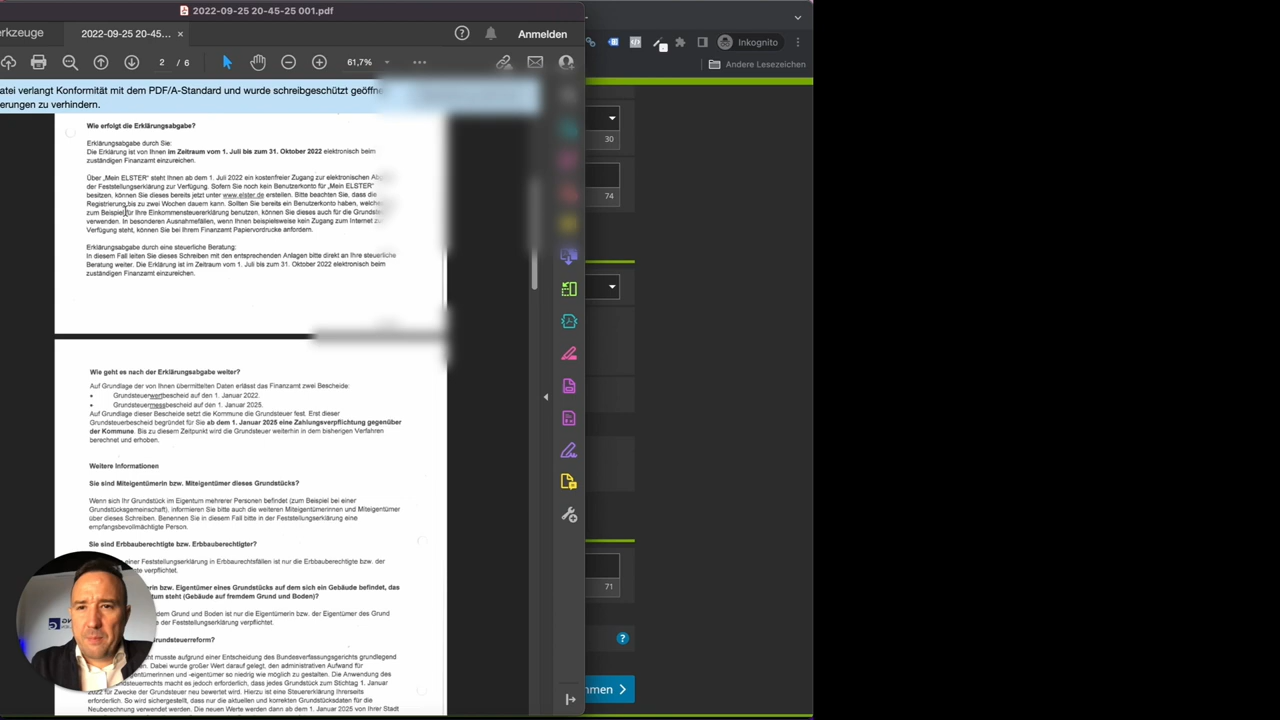 2022-09-25 20-45-25 001.pdf
erkzeuge
2022-09-25 20-45... ×
Anmelden
2 / 6
61,7%
Inkognito
Andere Lesezeichen
atei verlangt Konformität mit dem PDF/A-Standard und wurde schreibgeschützt geöffne
erungen zu verhindern.
Wie erfolgt die Erklärungsabgabe?
Erklärungsabgabe durch Sie:
Die Erklärung ist von Ihnen im Zeitraum vom 1. Juli bis zum 31. Oktober 2022 elektronisch beim
zuständigen Finanzamt einzureichen.
Über „Mein ELSTER" steht Ihnen ab dem 1. Juli 2022 ein kostenfreier Zugang zur elektronischen Ab
der Feststellungserklärung zur Verfügung. Sofern Sie noch kein Benutzerkonto für „Mein ELSTER"
besitzen, können Sie dieses bereits jetzt unter www.elster.de erstellen. Bitte beachten Sie, dass die
Registrierung bis zu zwei Wochen dauern kann. Sollten Sie bereits ein Benutzerkonto haben, welche
zum Beispiel für Ihre Einkommensteuererklärung benutzen, können Sie dieses auch für die Grundste
verwenden. In besonderen Ausnahmefällen, wenn Ihnen beispielsweise kein Zugang zum Internet zu
Verfügung steht, können Sie bei Ihrem Finanzamt Papiervordrucke anfordern.
Erklärungsabgabe durch eine steuerliche Beratung:
In diesem Fall leiten Sie dieses Schreiben mit den entsprechenden Anlagen bitte direkt an Ihre steuerliche
Beratung weiter. Die Erklärung ist im Zeitraum vom 1. Juli bis zum 31. Oktober 2022 elektronisch beim
zuständigen Finanzamt einzureichen.
Wie geht es nach der Erklärungsabgabe weiter?
Auf Grundlage der von Ihnen übermittelten Daten erlässt das Finanzamt zwei Bescheide:
• Grundsteuerwertbescheid auf den 1. Januar 2022.
• Grundsteuermessbescheid auf den 1. Januar 2025.
Auf Grundlage dieser Bescheide setzt die Kommune die Grundsteuer fest. Erst dieser
Grundsteuerbescheid begründet für Sie ab dem 1. Januar 2025 eine Zahlungsverpflichtung gegenüber
der Kommune. Bis zu diesem Zeitpunkt wird die Grundsteuer weiterhin in dem bisherigen Verfahren
berechnet und erhoben.
Weitere Informationen
Sie sind Miteigentümerin bzw. Miteigentümer dieses Grundstücks?
Wenn sich Ihr Grundstück im Eigentum mehrerer Personen befindet (zum Beispiel bei einer
Grundstücksgemeinschaft), informieren Sie bitte auch die weiteren Miteigentümerinnen und Miteigentümer
über dieses Schreiben. Benennen Sie in diesem Fall bitte in der Feststellungserklärung eine
empfangsbevollmächtigte Person.
Sie sind Erbbauberechtigte bzw. Erbbauberechtigter?
einer Feststellungserklärung in Erbbaurechtsfällen ist nur die Erbbauberechtigte bzw. der
te verpflichtet.
erin bzw. Eigentümer eines Grundstücks auf dem sich ein Gebäude befindet, das
tum steht (Gebäude auf fremdem Grund und Boden)?
dem Grund und Boden ist nur die Eigentümerin bzw. der Eigentümer des Grund
e der Feststellungserklärung verpflichtet.
rundsteuerreform?
cht musste aufgrund einer Entscheidung des Bundesverfassungsgerichts grundlegend
Dabei wurde großer Wert darauf gelegt, den administrativen Aufwand für
entümerinnen und -eigentümer so niedrig wie möglich zu gestalten. Die Anwendung des
nsteuerrechts macht es jedoch erforderlich, dass jedes Grundstück zum Stichtag 1. Januar
2022 für Zwecke der Grundsteuer neu bewertet wird. Hierzu ist eine Steuererklärung Ihrerseits
erforderlich. So wird sichergestellt, dass nur die aktuellen und korrekten Grundstücksdaten für die
Neuberechnung verwendet werden. Die neuen Werte werden dann ab dem 1. Januar 2025 von Ihrer Stadt
30
74
71
?
men